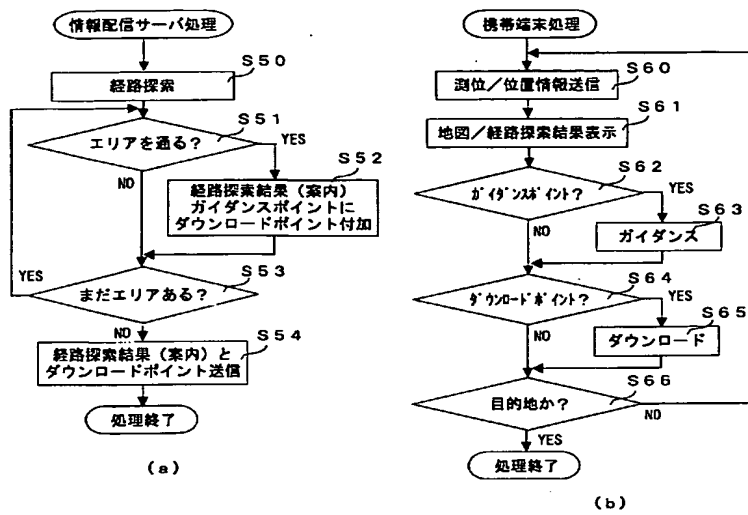 情報配信サーバ処理
S50
経路探索
S51
エリアを通る?
YES
NO
S52
経路探索結果(案内)
ガイダンスポイントに
ダウンロードポイント付加
S53
YES
まだエリアある?
NO
S54
経路探索結果(案内)と
ダウンロードポイント送信
処理終了
(a)
携帯端末処理
S60
測位/位置情報送信
S61
地図/経路探索結果表示
S62
ガイダンスポイント?
YES
NO
S63
ガイダンス
S64
ダウンロードポイント?
YES
NO
S65
ダウンロード
S66
目的地か?
NO
YES
処理終了
(b)